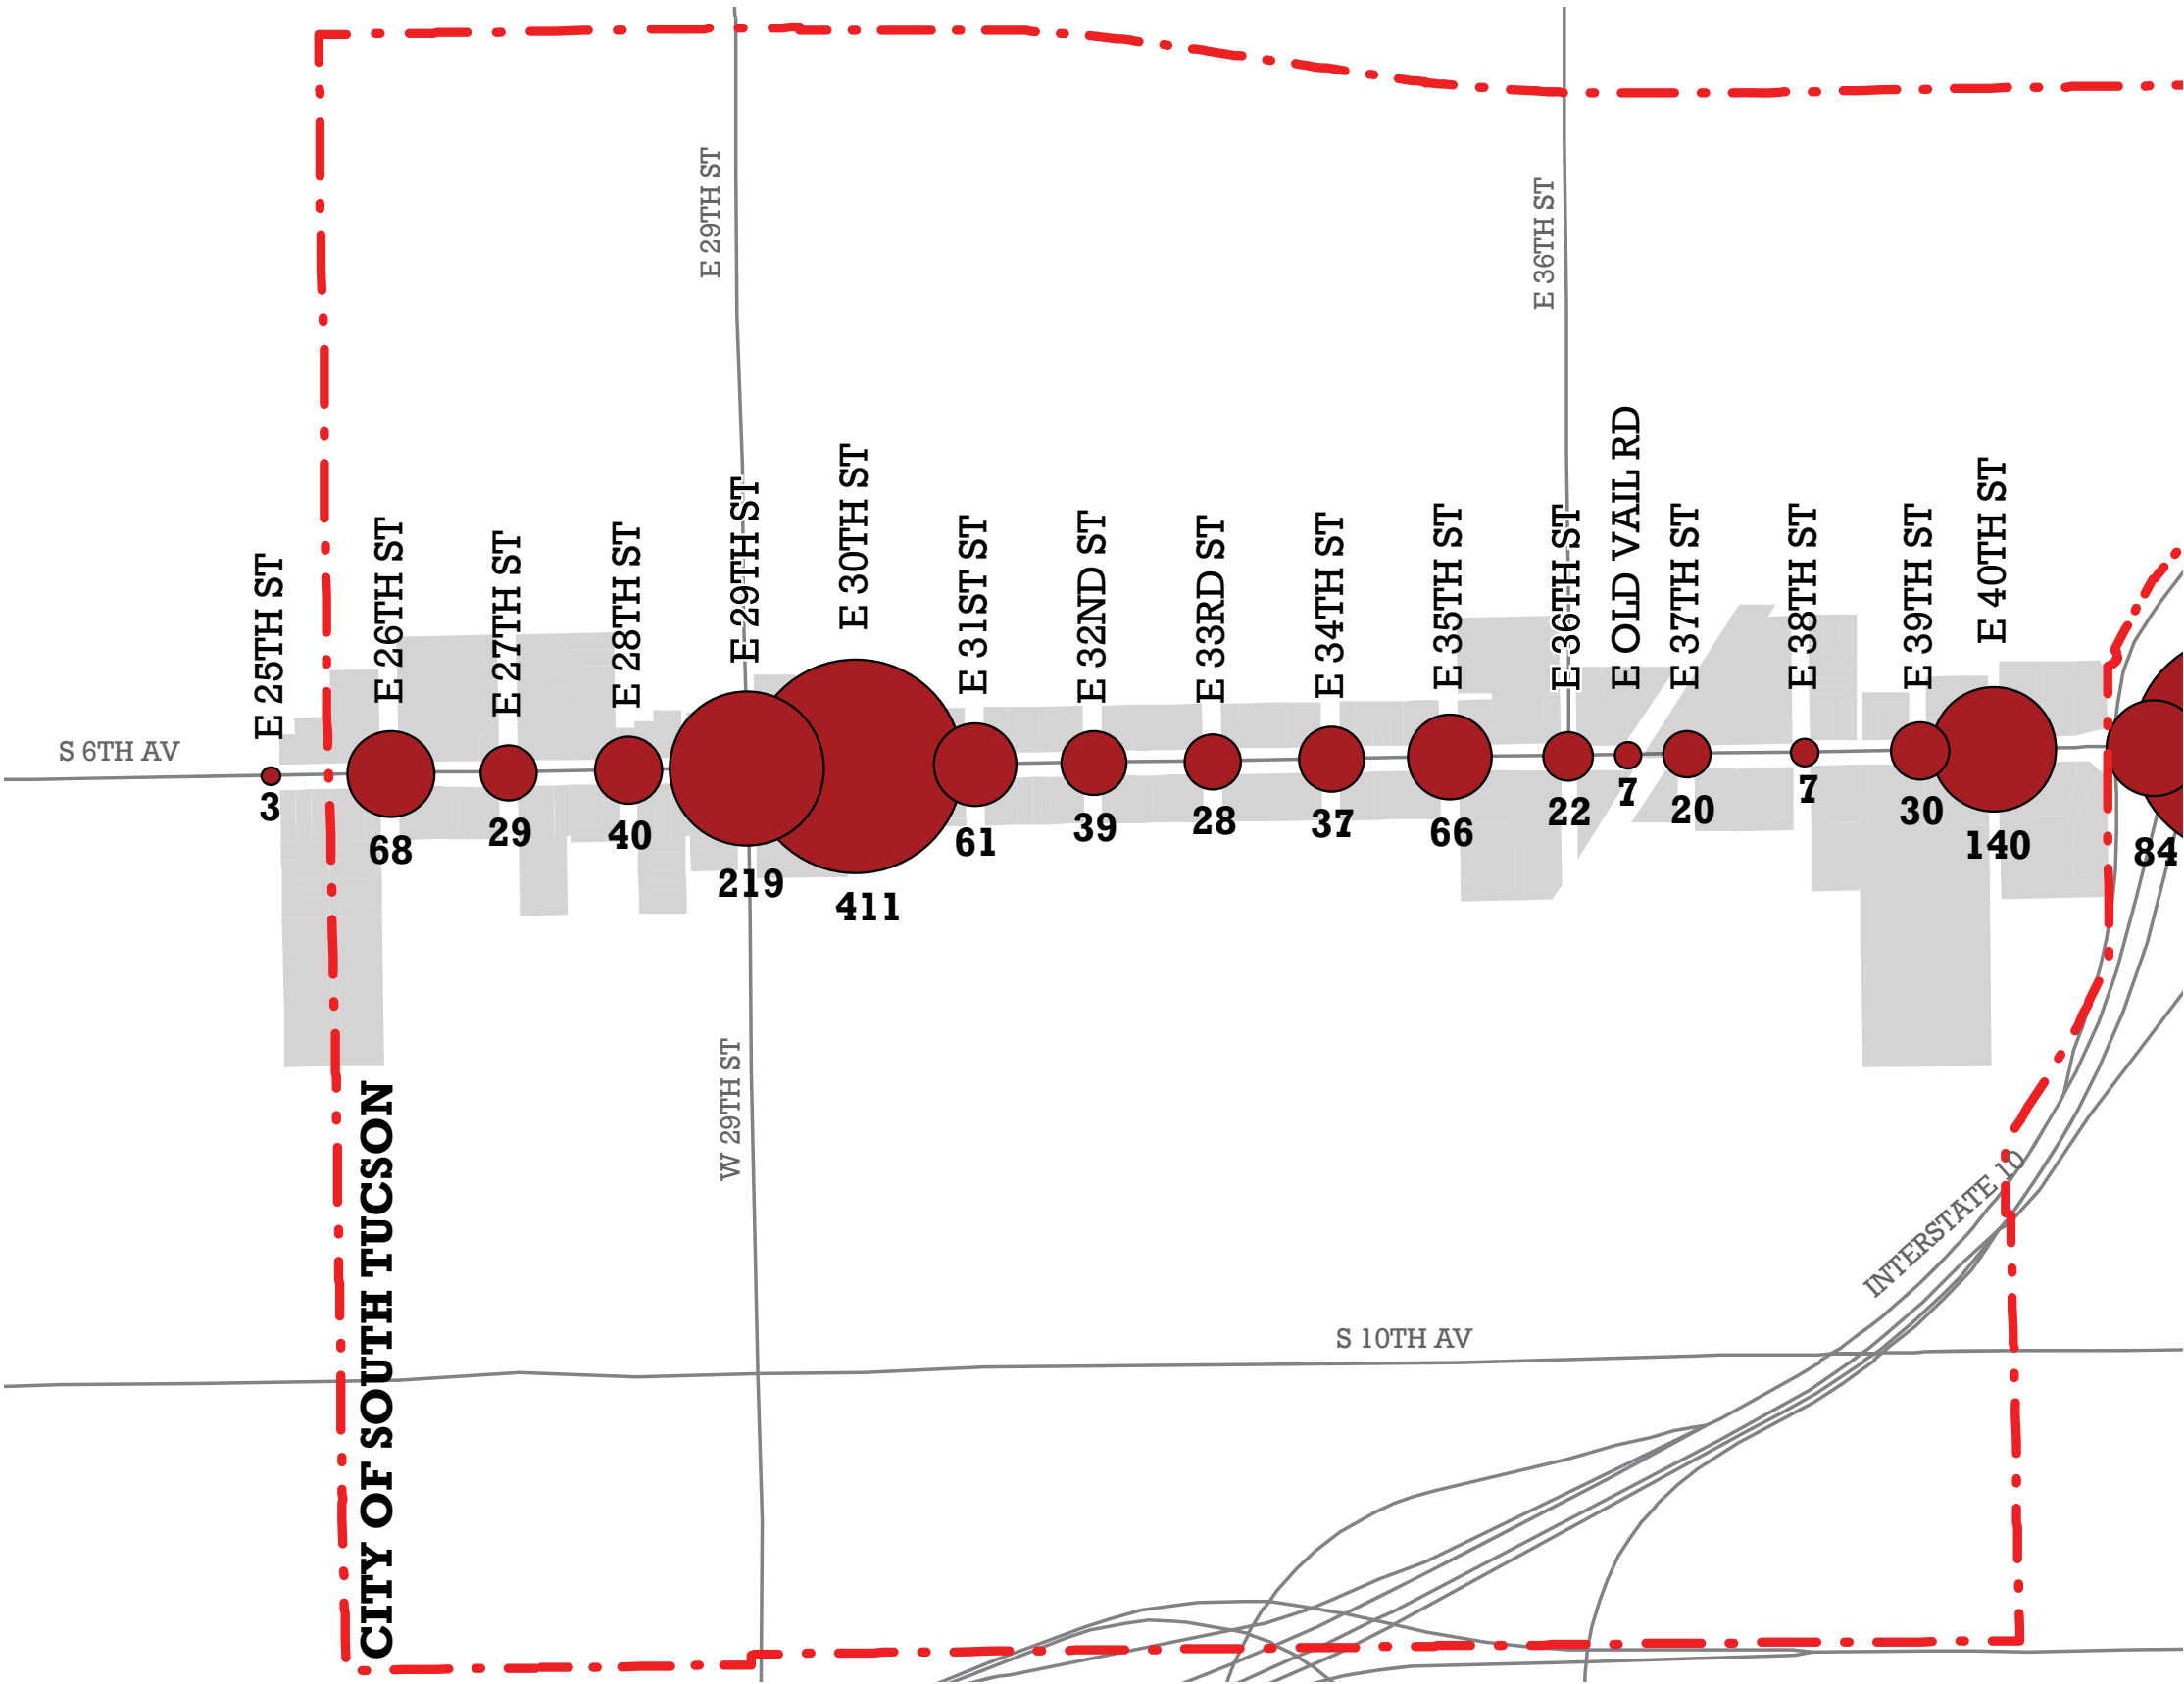 E 29TH ST
E 36TH ST
S 6TH AV
E 25TH ST
E 26TH ST
E 27TH ST
E 28TH ST
E 29TH ST
E 30TH ST
E 31ST ST
E 32ND ST
E 33RD ST
E 34TH ST
E 35TH ST
E 36TH ST
E OLD VAIL RD
E 37TH ST
E 38TH ST
E 39TH ST
E 40TH ST
3
68
29
40
219
411
61
39
28
37
66
22
7
20
7
30
140
84
W 29TH ST
CITY OF SOUTH TUCSON
INTERSTATE 10
S 10TH AV